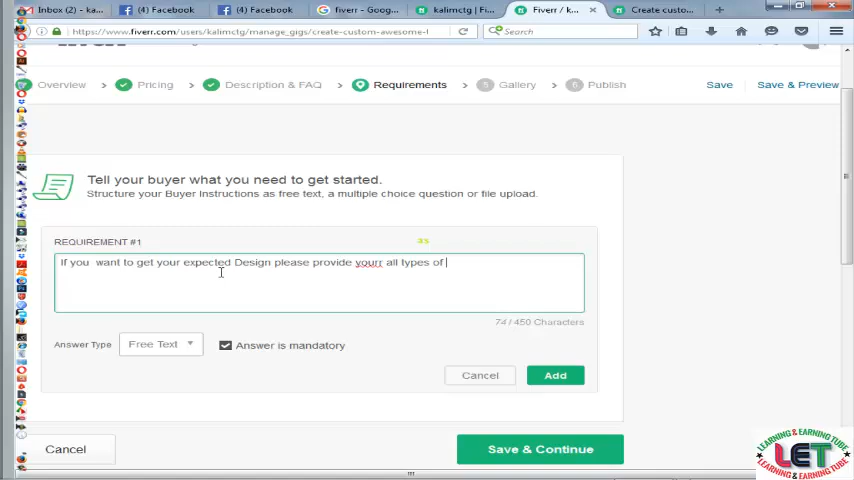 Inbox (2) - ka...
(4) Facebook
(4) Facebook
fiverr - Goog...
kalimctg | Fi...
Fiverr / k...
Create custo...
https://www.fiverr.com/users/kalimctg/manage_gigs/create-custom-awesome-t
Search
Overview
Pricing
Description & FAQ
Requirements
5 Gallery
6 Publish
Save
Save & Preview
Tell your buyer what you need to get started.
Structure your Buyer Instructions as free text, a multiple choice question or file upload.
REQUIREMENT #1
as
If you want to get your expected Design please provide yourr all types of
74 / 450 Characters
Answer Type
Free Text
Answer is mandatory
Cancel
Add
Cancel
Save & Continue
LEARNING & EARNING TUBE
LET
LEARNING & EARNING TUBE